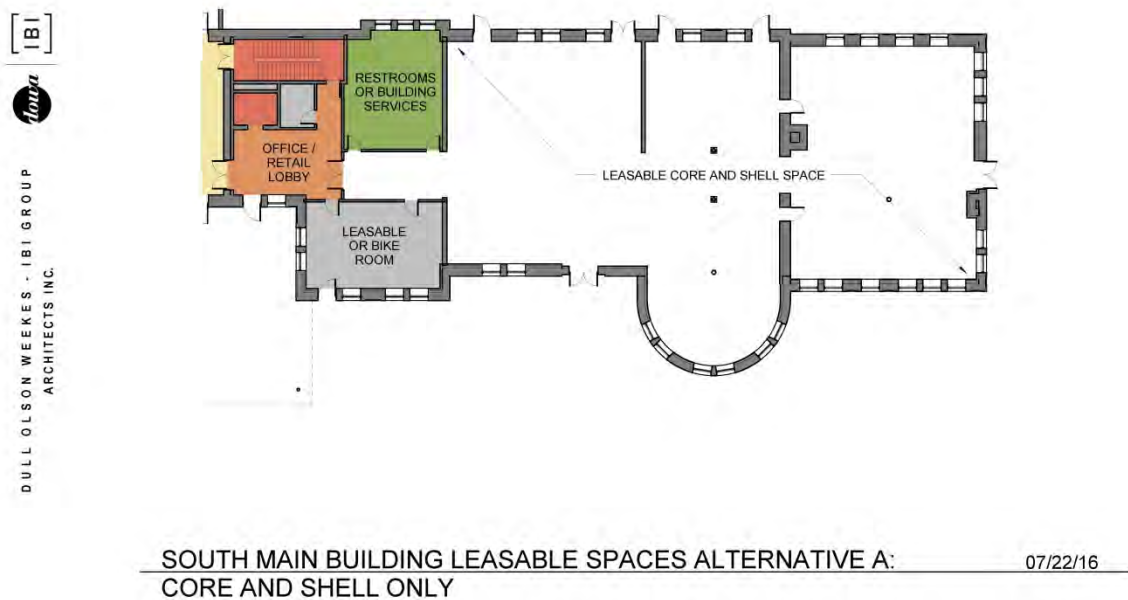 IBI
dowa
DULL OLSON WEEKES - IBI GROUP
ARCHITECTS INC.
RESTROOMS
OR BUILDING
SERVICES
OFFICE /
RETAIL
LOBBY
LEASABLE CORE AND SHELL SPACE
LEASABLE
OR BIKE
ROOM
SOUTH MAIN BUILDING LEASABLE SPACES ALTERNATIVE A:
07/22/16
CORE AND SHELL ONLY